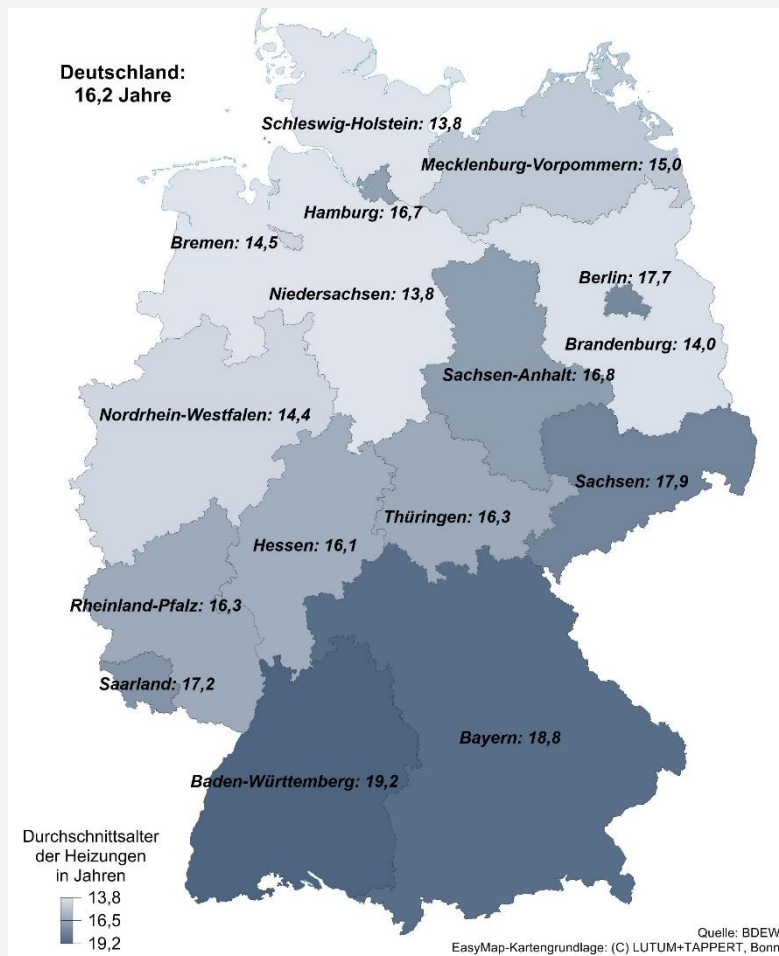 Deutschland:
16,2 Jahre
Schleswig-Holstein: 13,8
Mecklenburg-Vorpommern: 15,0
Hamburg: 16,7
Bremen: 14,5
Berlin: 17,7
Niedersachsen: 13,8
Brandenburg: 14,0
Sachsen-Anhalt: 16,8
Nordrhein-Westfalen: 14,4
Sachsen: 17,9
Thüringen: 16,3
Hessen: 16,1
Rheinland-Pfalz: 16,3
Saarland: 17,2
Bayern: 18,8
Baden-Württemberg: 19,2
Durchschnittsalter
der Heizungen
in Jahren
13,8
16,5
19,2
Quelle: BDEW
EasyMap-Kartengrundlage: (C) LUTUM+TAPPERT, Bonn